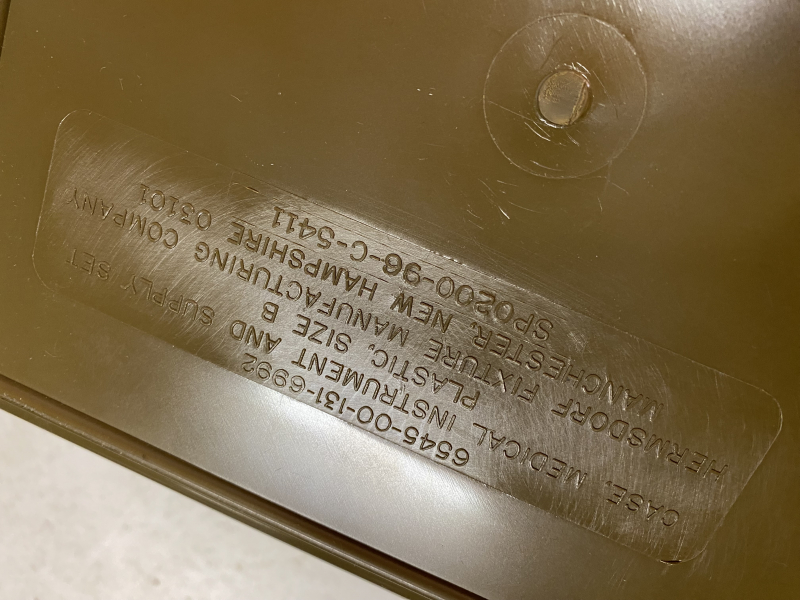 6545-00-131-6992
CASE, MEDICAL INSTRUMENT AND SUPPLY SET
PLASTIC, SIZE B
HERMSDORF FIXTURE MANUFACTURING COMPANY
MANCHESTER, NEW HAMPSHIRE 03101
SP0200-96-C-5411